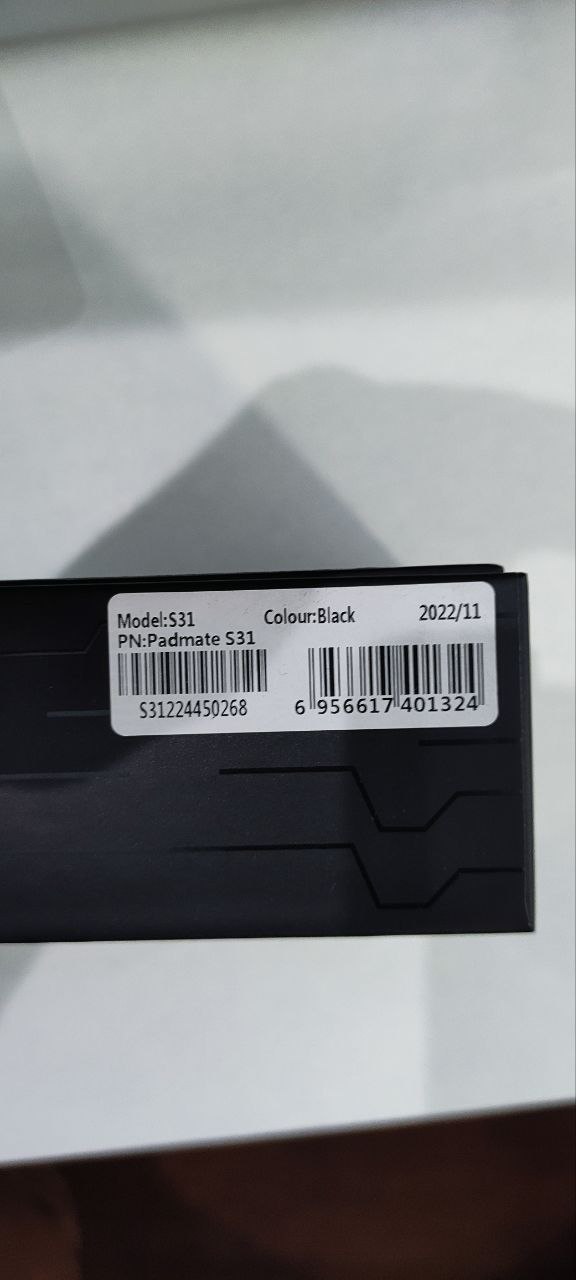 Model:S31 Colour:Black 2022/11
PN:Padmate S31
S31224450268 6 956617 401324